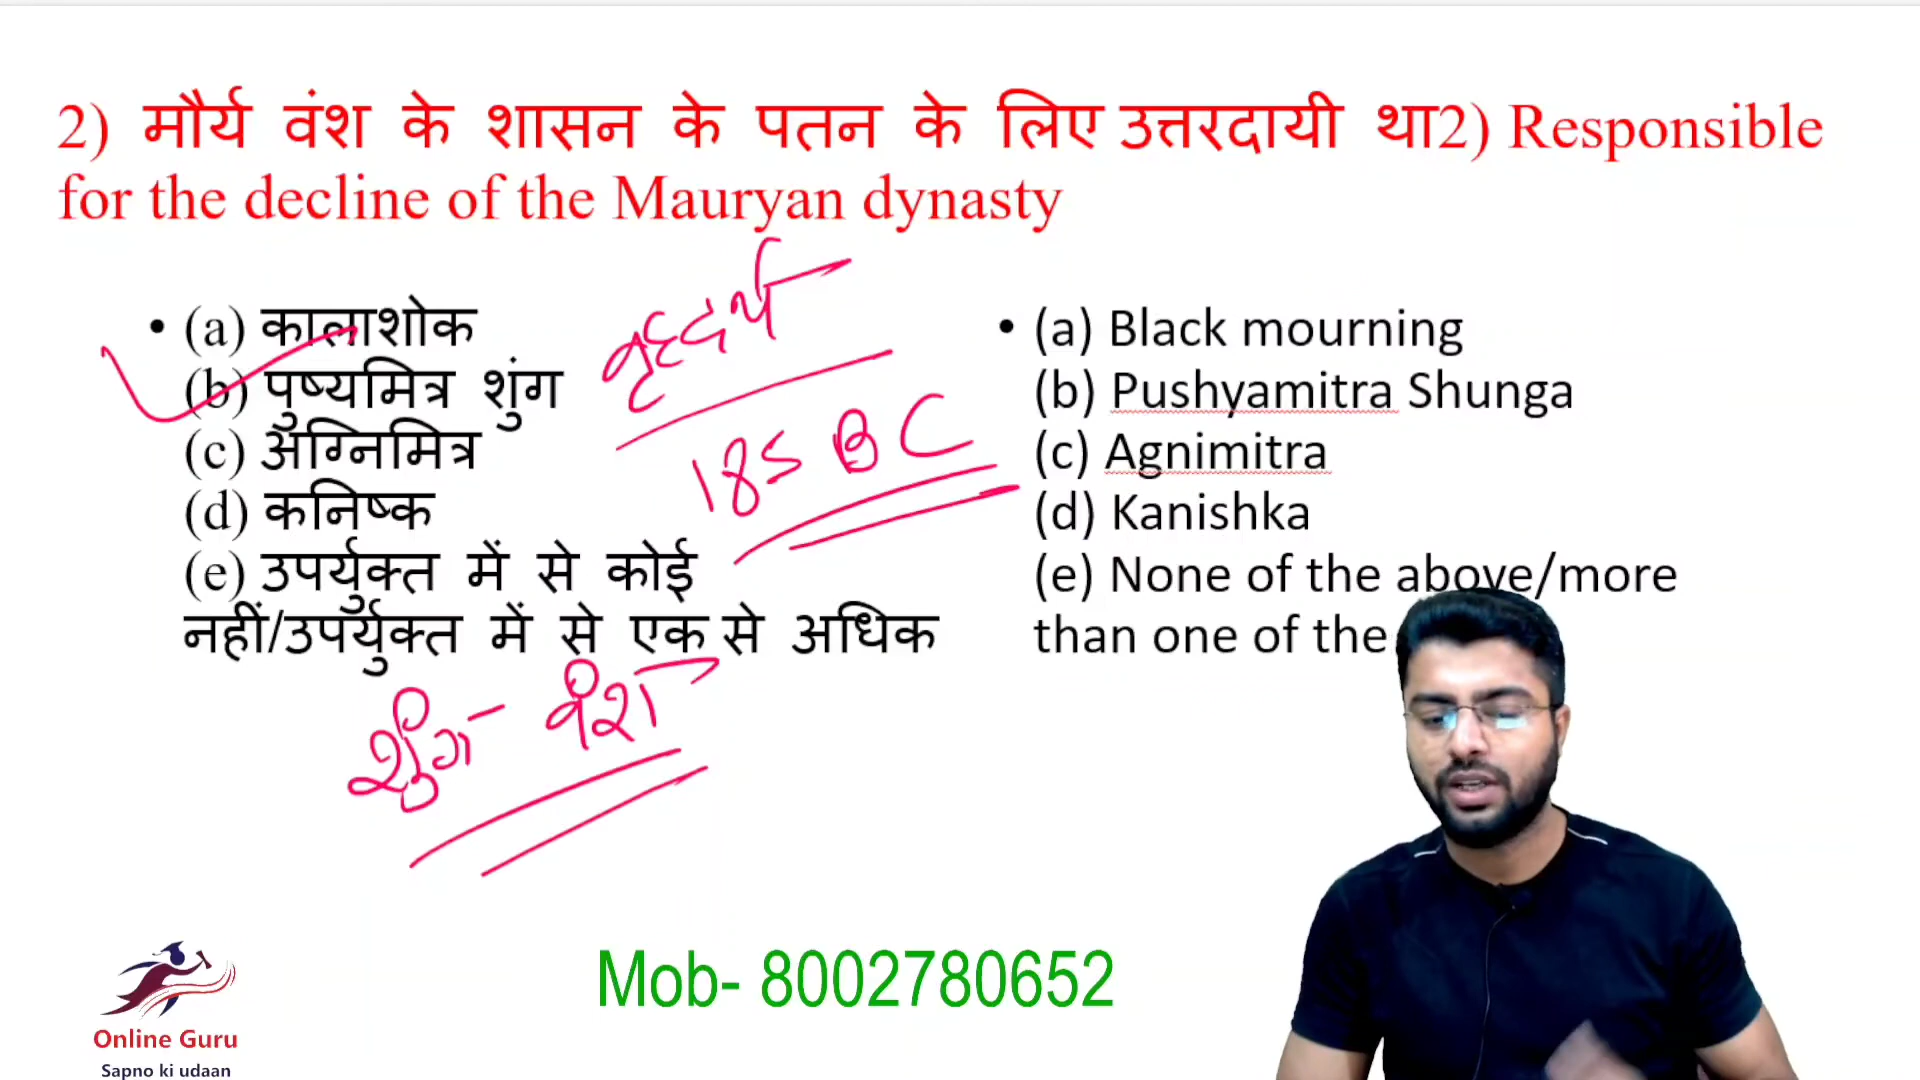 2) मौर्य वंश के शासन के पतन के लिए उत्तरदायी था2) Responsible
for the decline of the Mauryan dynasty
• (a) कालाशोक
(b) पुष्यमित्र शुंग
(c) अग्निमित्र
(d) कनिष्क
(e) उपर्युक्त में से कोई
नहीं/उपर्युक्त में से एक से अधिक
185 BC
शुंग वंश
• (a) Black mourning
(b) Pushyamitra Shunga
(c) Agnimitra
(d) Kanishka
(e) None of the above/more
than one of the
Mob- 8002780652
Online Guru
Sapno ki udaan